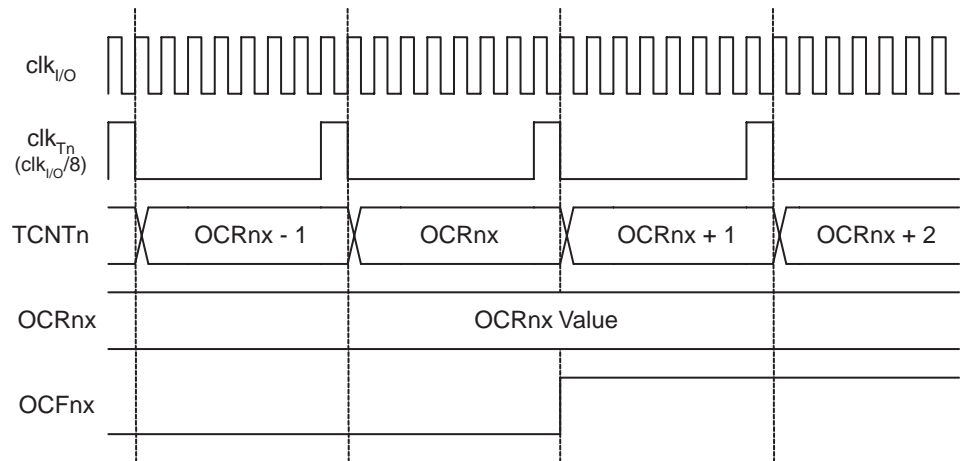 clkI/O
clkTn
(clkI/O/8)
TCNTn
OCRnx - 1
OCRnx
OCRnx + 1
OCRnx + 2
OCRnx
OCRnx Value
OCFnx